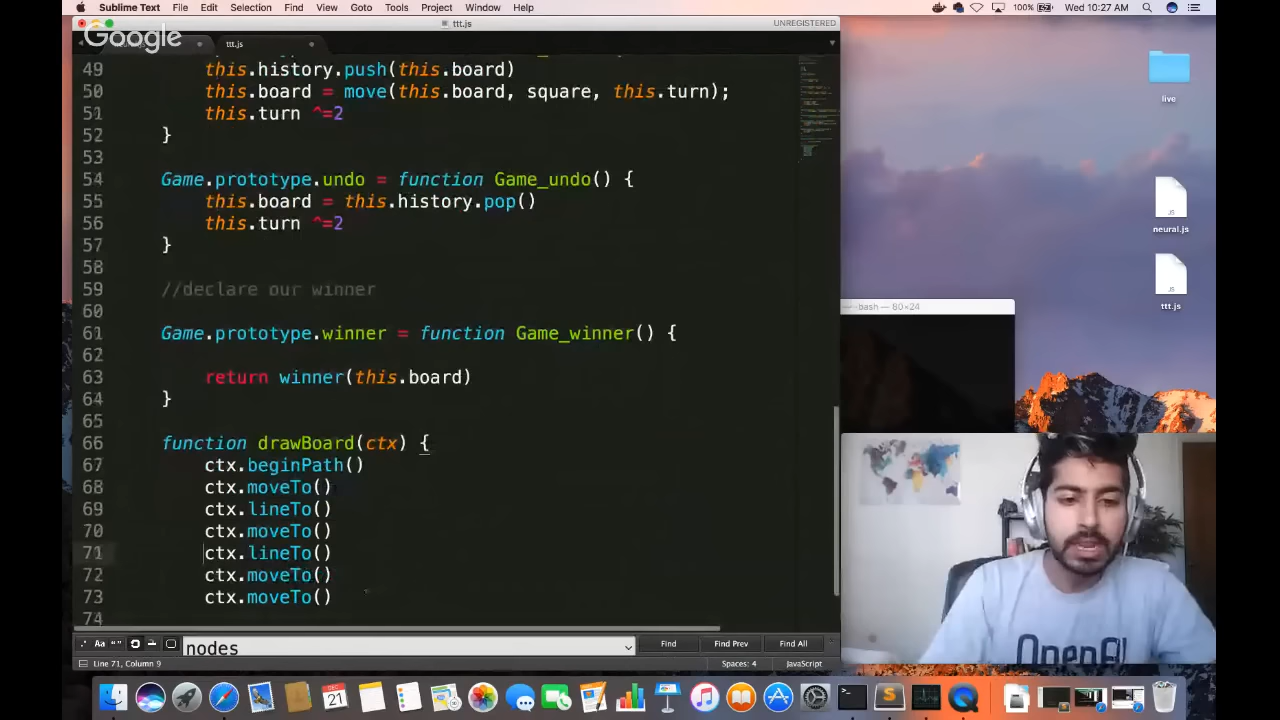 Sublime Text File Edit Selection Find View Goto Tools Project Window Help 100% Wed 10:27 AM
ttt.js UNREGISTERED
Google
ttt.js
49 this.history.push(this.board)
50 this.board = move(this.board, square, this.turn);
51 this.turn ^=2
52 }
53
54 Game.prototype.undo = function Game_undo() {
55 this.board = this.history.pop()
56 this.turn ^=2
57 }
58
59 //declare our winner
60
61 Game.prototype.winner = function Game_winner() {
62
63 return winner(this.board)
64 }
65
66 function drawBoard(ctx) {
67 ctx.beginPath()
68 ctx.moveTo()
69 ctx.lineTo()
70 ctx.moveTo()
71 ctx.lineTo()
72 ctx.moveTo()
73 ctx.moveTo()
74
.* Aa “” nodes Find Find Prev Find All
Line 71, Column 9 Spaces: 4 JavaScript
live
neural.js
ttt.js
— -bash — 80×24
OpenAI